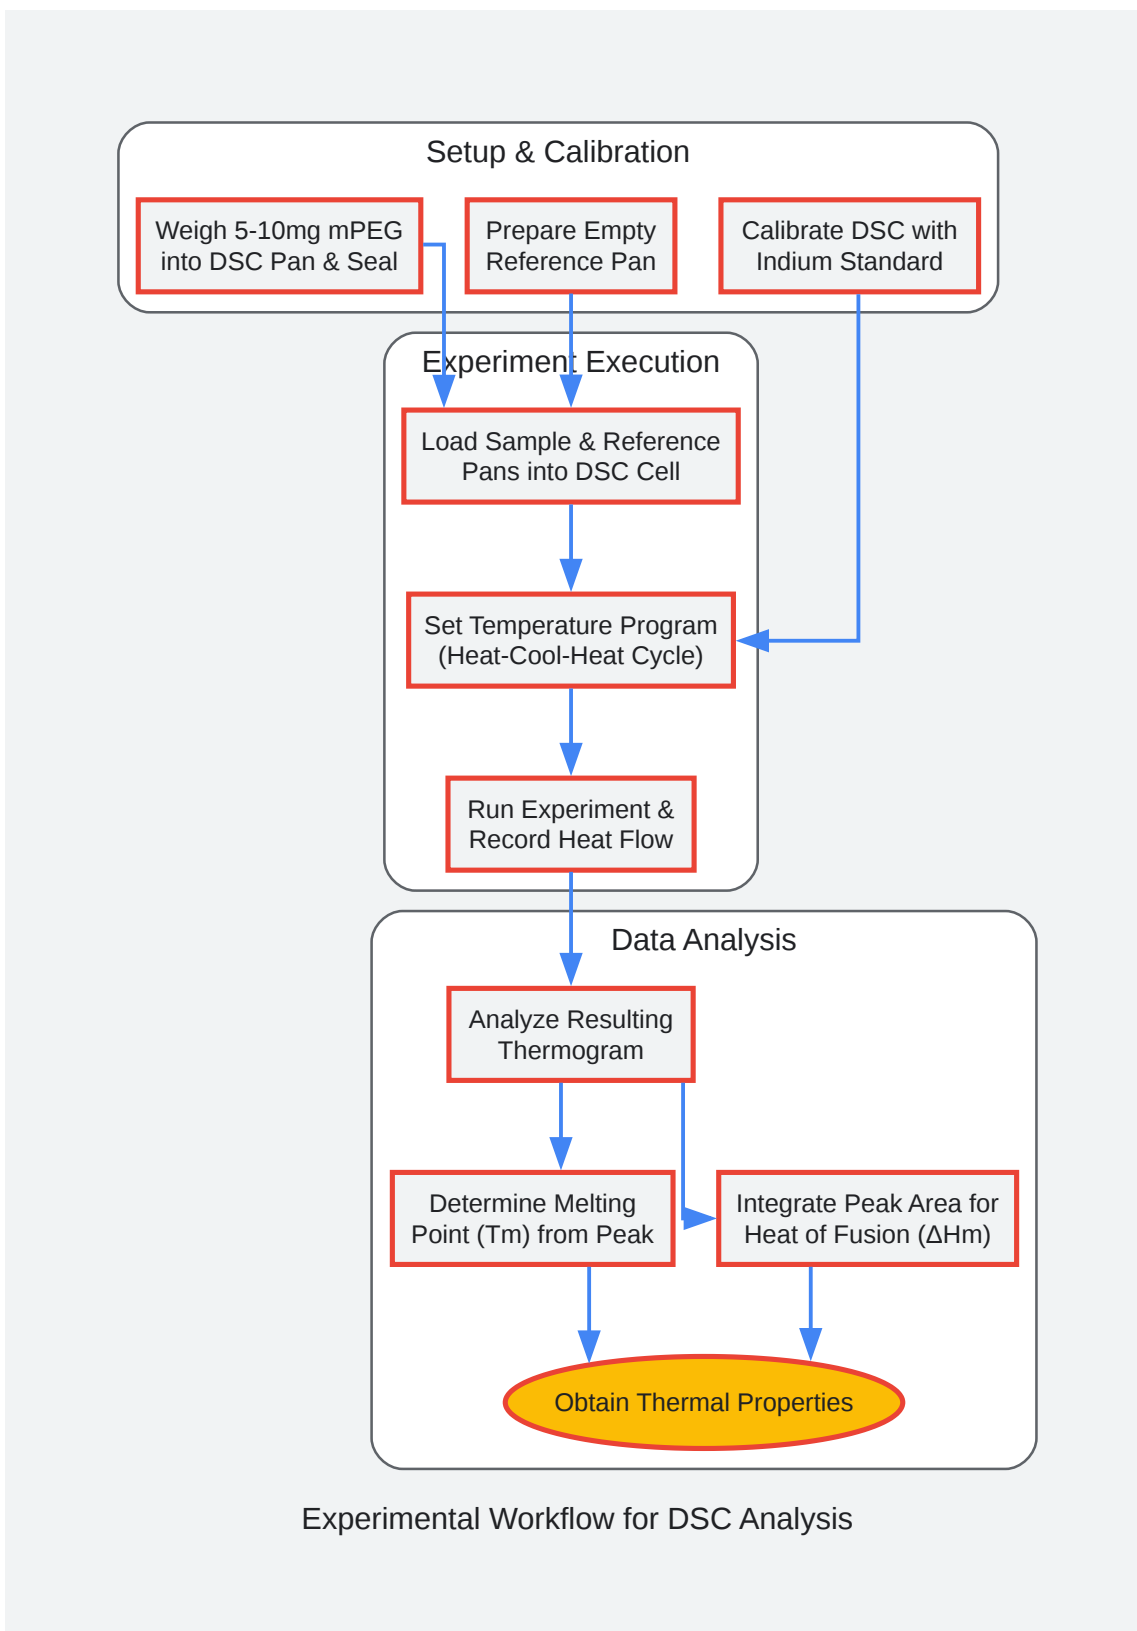 Setup & Calibration
Weigh 5-10mg mPEG
into DSC Pan & Seal
Prepare Empty
Reference Pan
Calibrate DSC with
Indium Standard
Experiment Execution
Load Sample & Reference
Pans into DSC Cell
Set Temperature Program
(Heat-Cool-Heat Cycle)
Run Experiment &
Record Heat Flow
Data Analysis
Analyze Resulting
Thermogram
Determine Melting
Point (Tm) from Peak
Integrate Peak Area for
Heat of Fusion (ΔHm)
Obtain Thermal Properties
Experimental Workflow for DSC Analysis